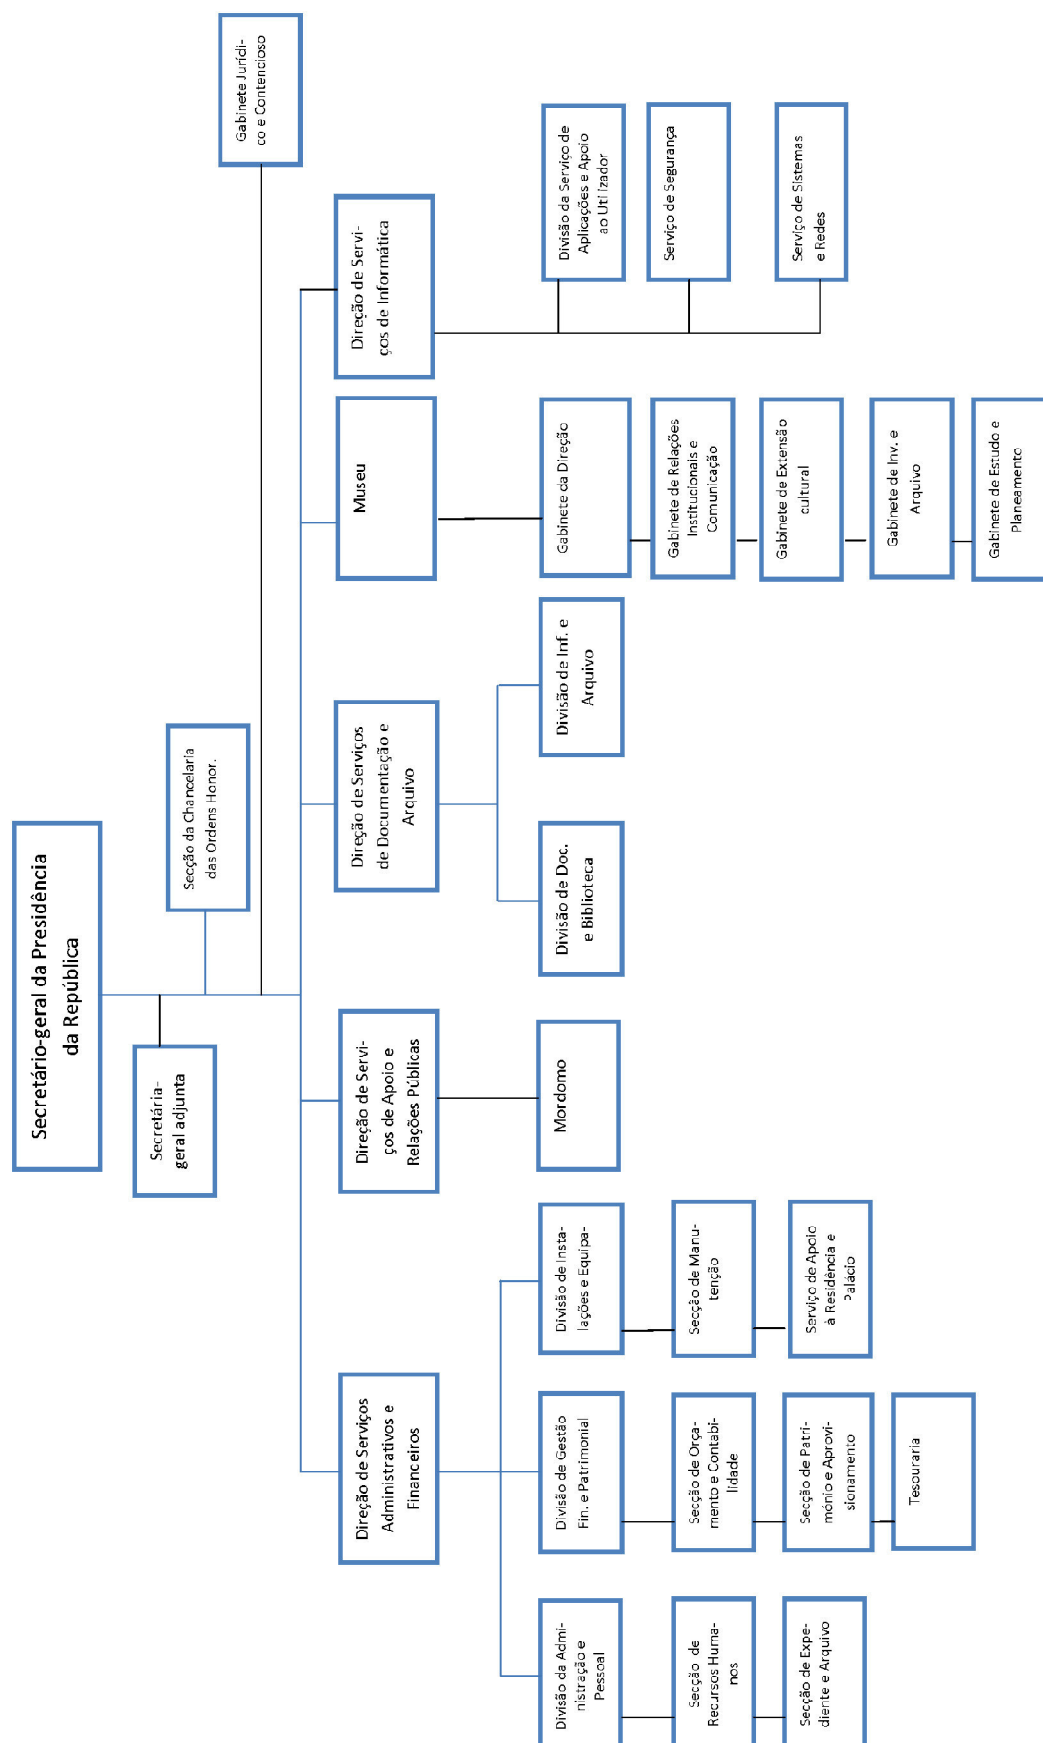 Secretário-geral da Presidência
da República
Secretária-
geral adjunta
Secção da Chancelaria
das Ordens Honor.
Gabinete Jurídi-
co e Contencioso
Direção de Serviços
Administrativos e
Financeiros
Direção de Servi-
ços de Apoio e
Relações Públicas
Direção de Serviços
de Documentação e
Arquivo
Museu
Direção de Servi-
ços de Informática
Divisão da Admi-
nistração e
Pessoal
Secção de
Recursos Huma-
nos
Secção de Expe-
diente e Arquivo
Divisão de Gestão
Fin. e Patrimonial
Secção de Orça-
mento e Contabi-
lidade
Secção de Patri-
mónio e Aprovi-
sionamento
Tesouraria
Divisão de Insta-
lações e Equipa-
Secção de Manu-
tenção
Serviço de Apoio
à Residência e
Palácio
Mordomo
Divisão de Doc.
e Biblioteca
Divisão de Inf. e
Arquivo
Gabinete da Direção
Gabinete de Relações
Institucionais e
Comunicação
Gabinete de Extensão
cultural
Gabinete de Inv. e
Arquivo
Gabinete de Estudo e
Planeamento
Divisão da Serviço de
Aplicações e Apoio
ao Utilizador
Serviço de Segurança
Serviço de Sistemas
e Redes